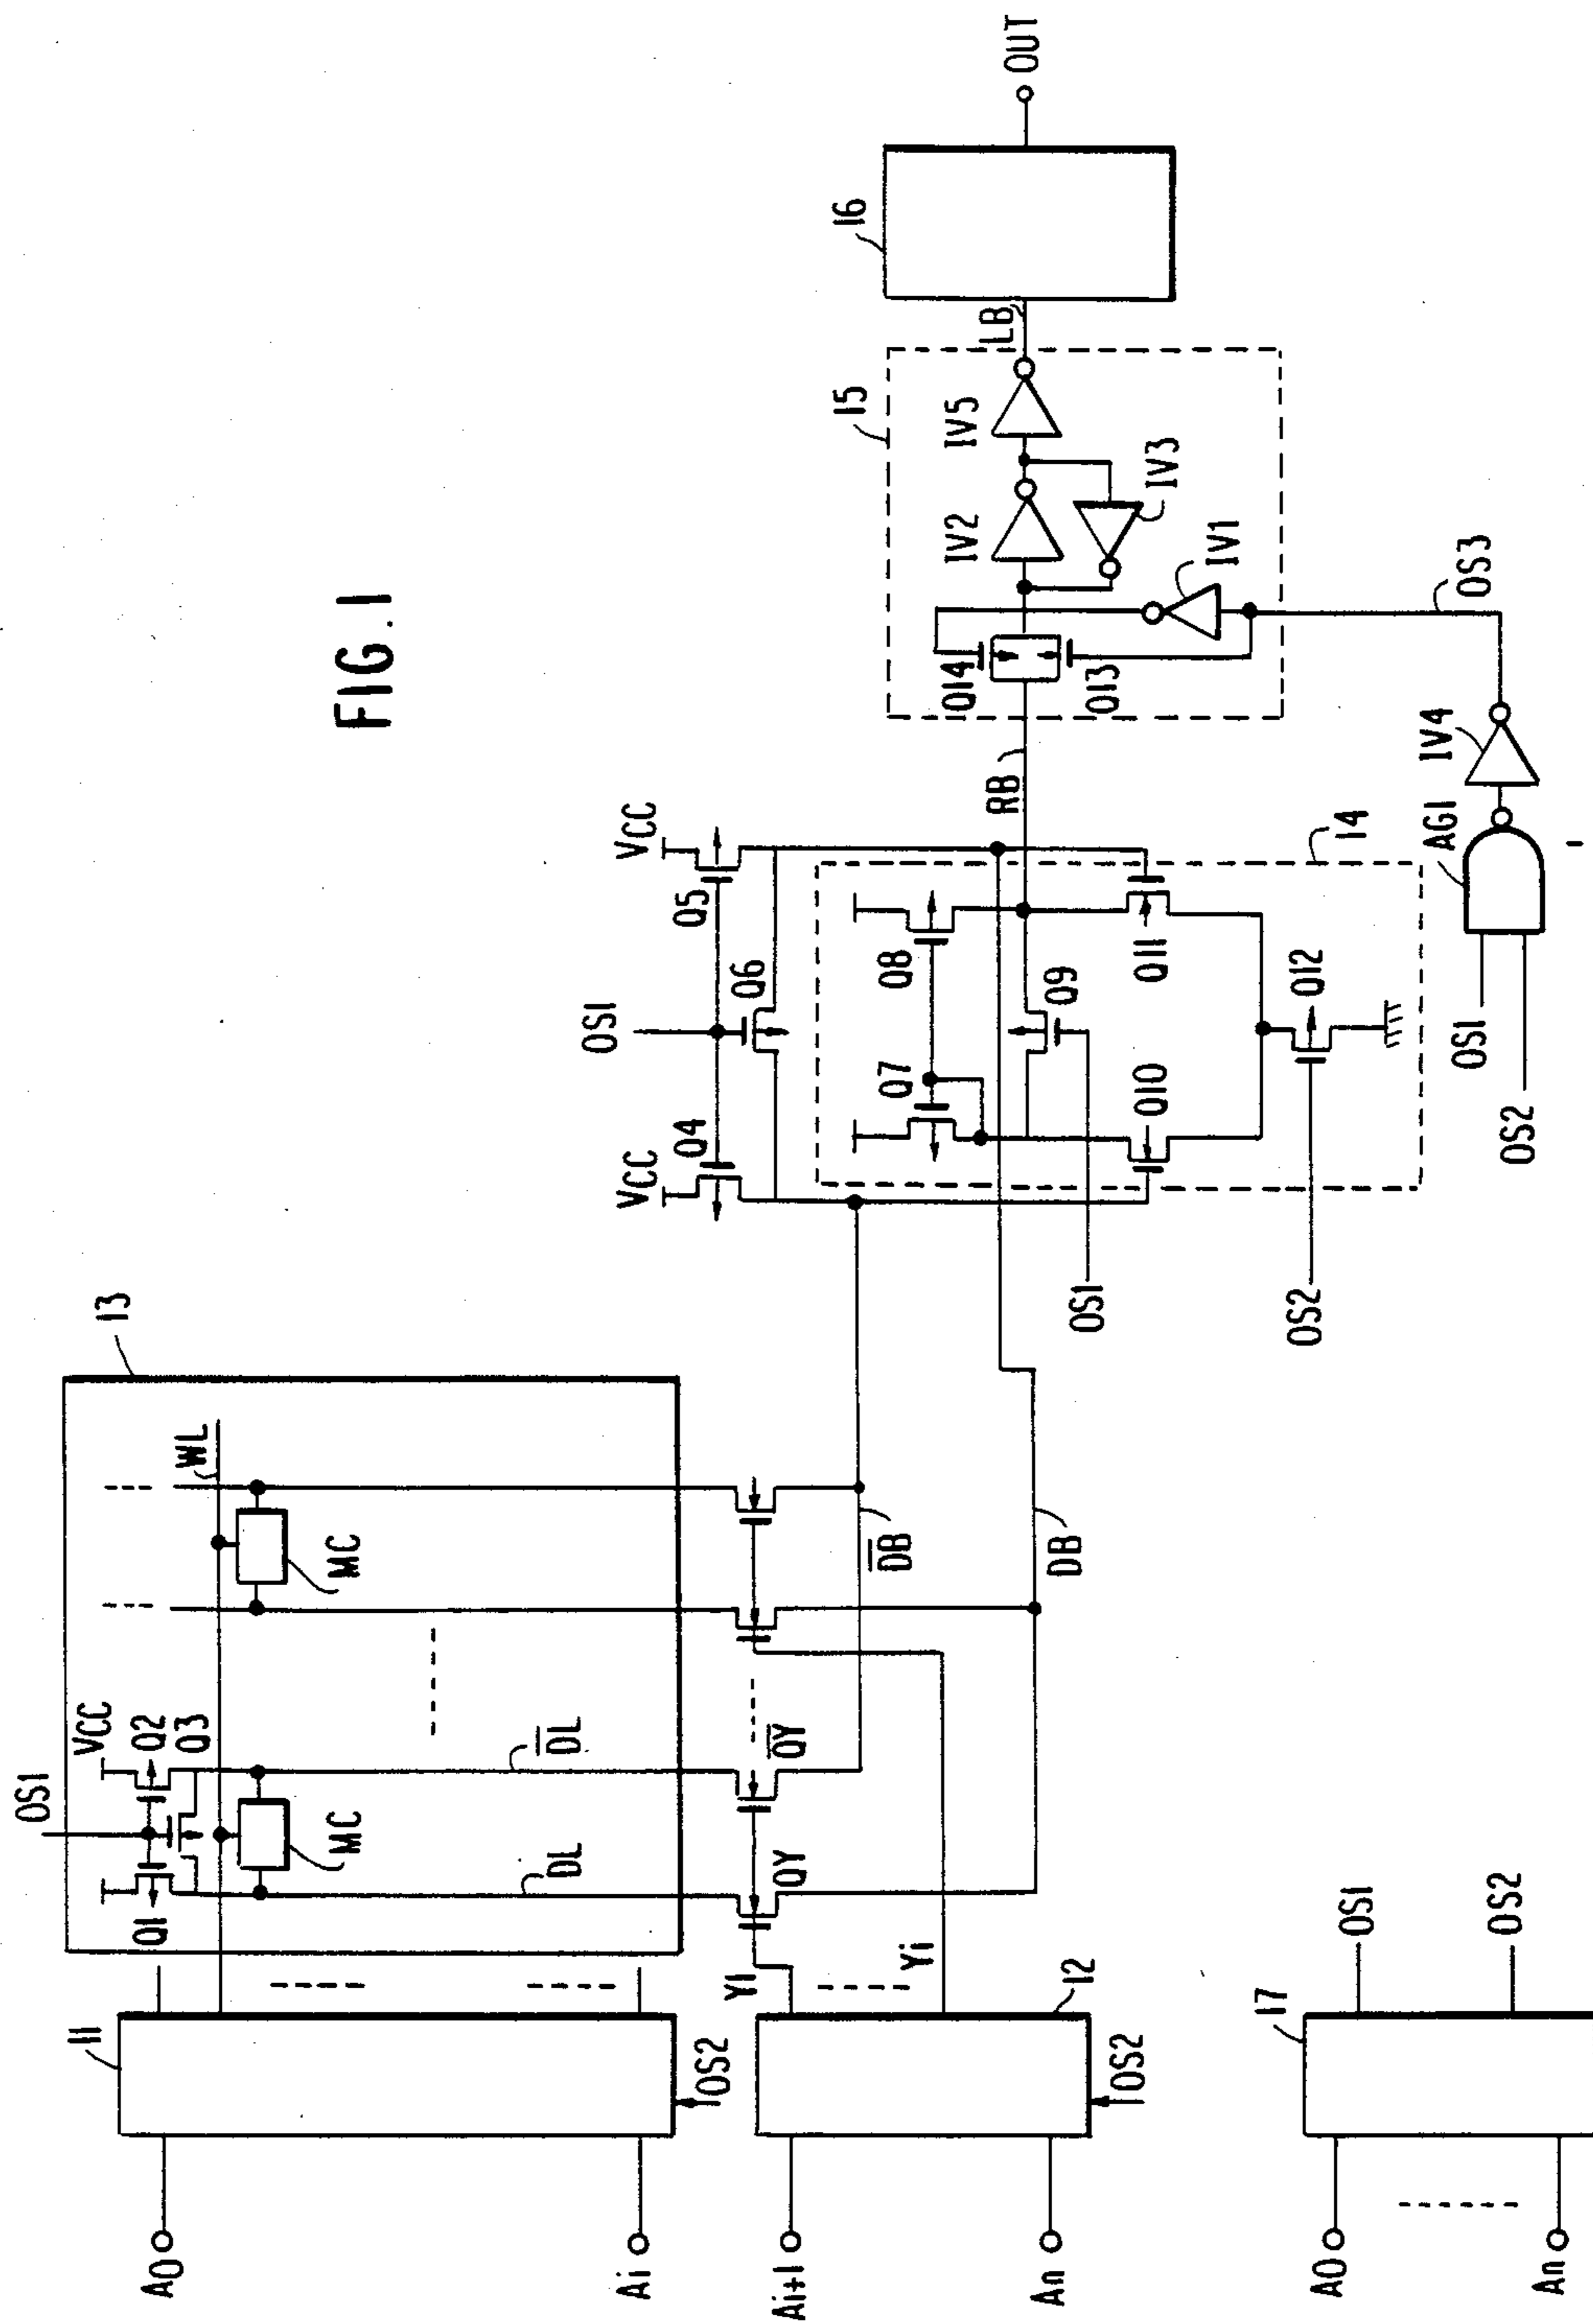 FIG.1
A0
Ai
Ai+1
An
A0
An
11
OS2
12
OS2
17
OS1
OS2
Y1
Yi
13
OS1
VCC
Q1
Q2
Q3
WL
MC
MC
DL
D̅L̅
QY
Q̅Y̅
D̅B̅
DB
OS1
VCC
VCC
Q4
Q5
Q6
Q7
Q8
Q9
Q10
Q11
Q12
14
OS1
OS2
RB
OS1
OS2
AG1
IV4
OS3
15
Q14
Q13
IV1
IV2
IV3
IV5
LB
16
OUT